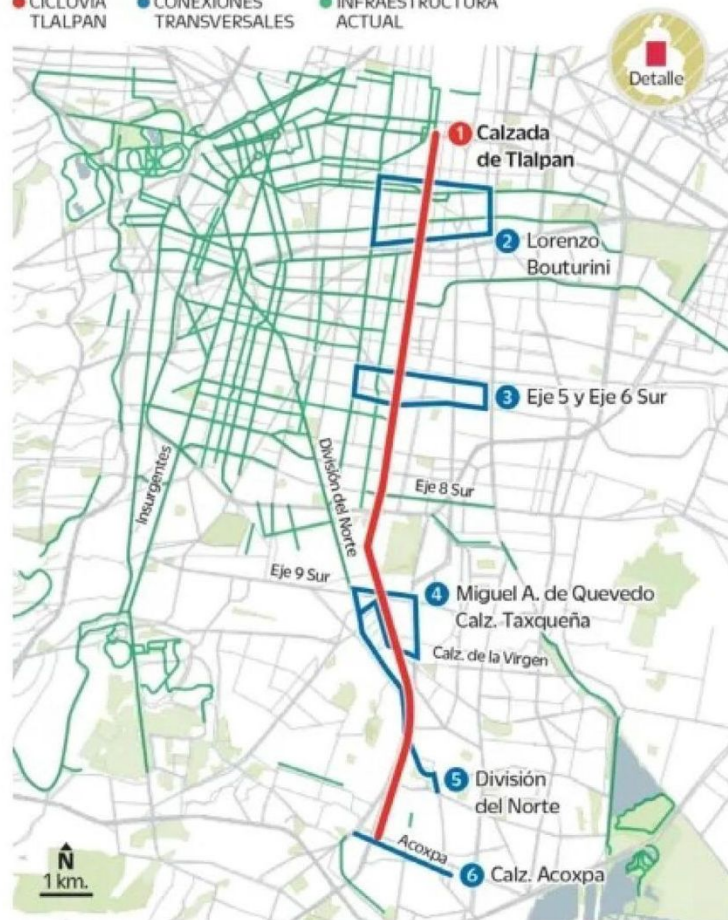 CICLOVÍA
TLALPAN
CONEXIONES
TRANSVERSALES
INFRAESTRUCTURA
ACTUAL
Detalle
1 Calzada
de Tlalpan
2 Lorenzo
Bouturini
3 Eje 5 y Eje 6 Sur
División del Norte
Insurgentes
Eje 8 Sur
Eje 9 Sur
4 Miguel A. de Quevedo
Calz. Taxqueña
Calz. de la Virgen
5 División
del Norte
Acoxpa
6 Calz. Acoxpa
N
1 km.